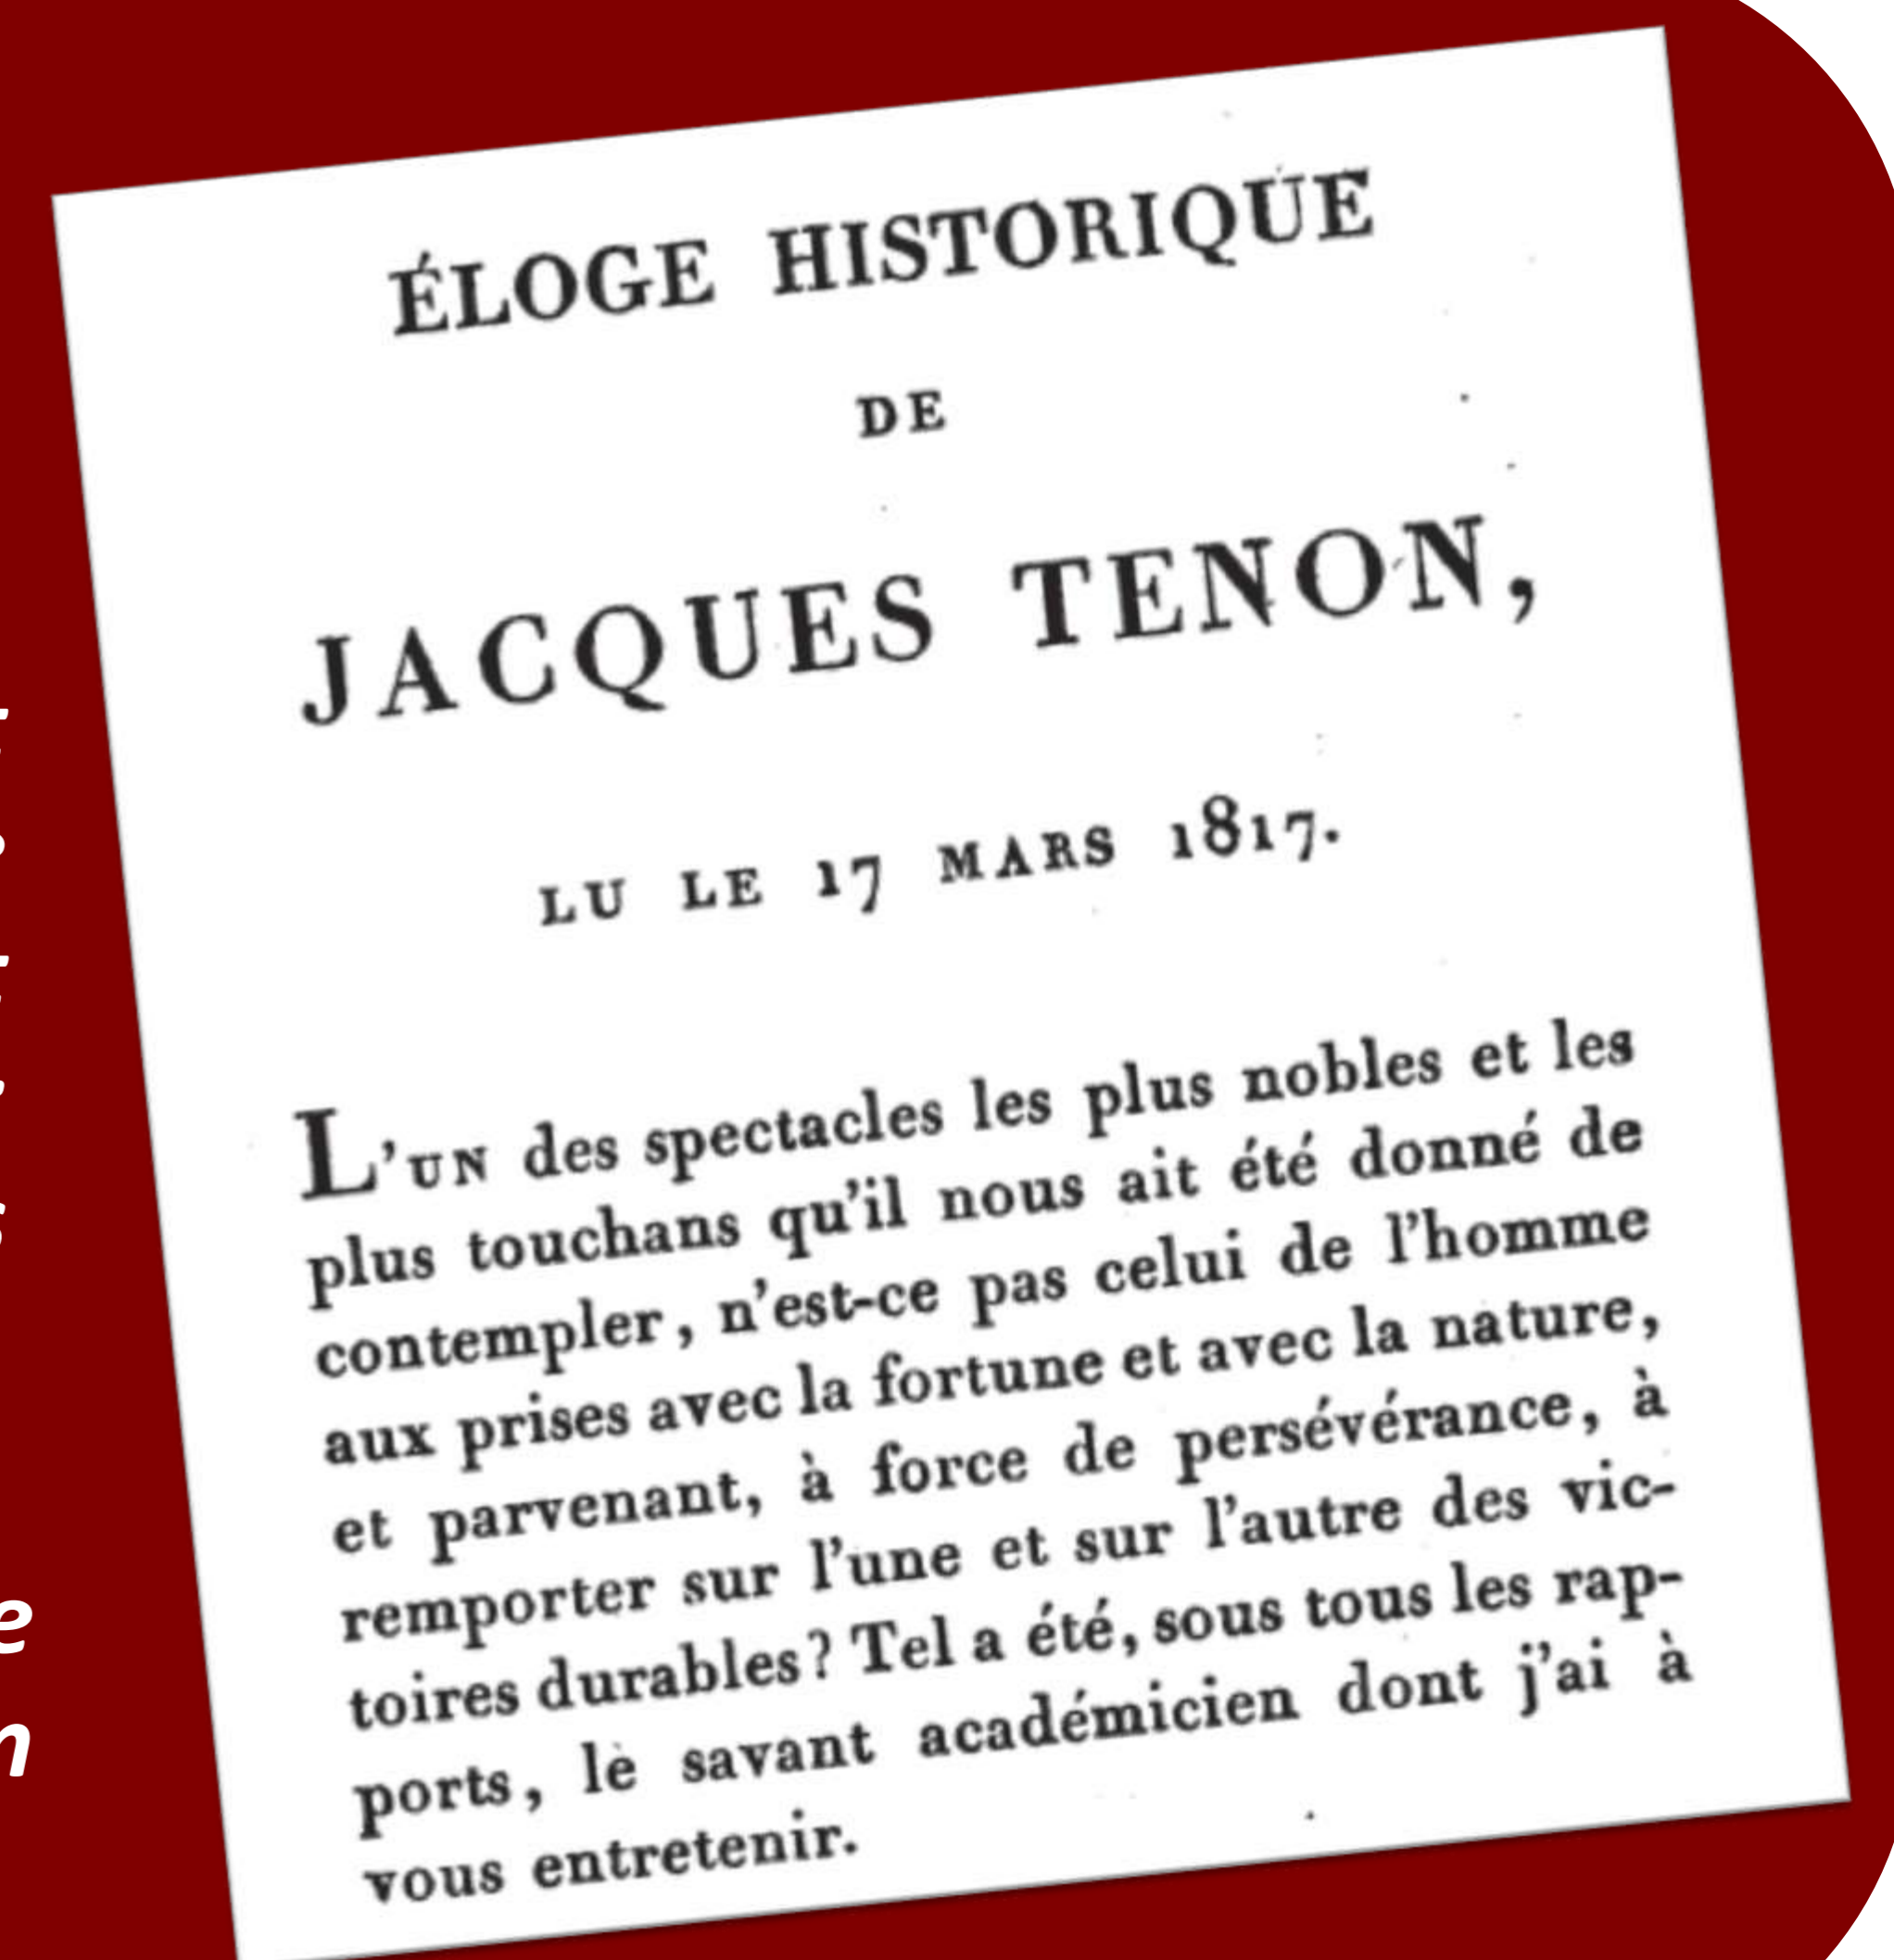 ÉLOGE HISTORIQUE
DE
JACQUES TENON,
LU LE 17 MARS 1817.
L'UN des spectacles les plus nobles et les
plus touchans qu'il nous ait été donné de
contempler, n'est-ce pas celui de l'homme
aux prises avec la fortune et avec la nature,
et parvenant, à force de persévérance, à
remporter sur l'une et sur l'autre des vic-
toires durables? Tel a été, sous tous les rap-
ports, le savant académicien dont j'ai à
vous entretenir.